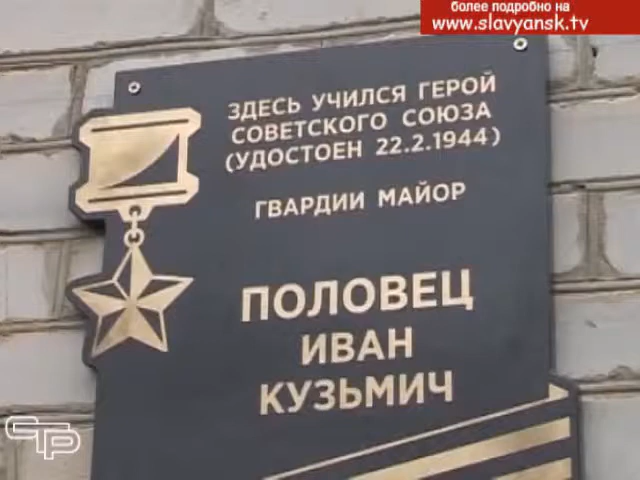 более подробно на
www.slavyansk.tv
ЗДЕСЬ УЧИЛСЯ ГЕРОЙ
СОВЕТСКОГО СОЮЗА
(УДОСТОЕН 22.2.1944)
ГВАРДИИ МАЙОР
ПОЛОВЕЦ
ИВАН
КУЗЬМИЧ
СТР